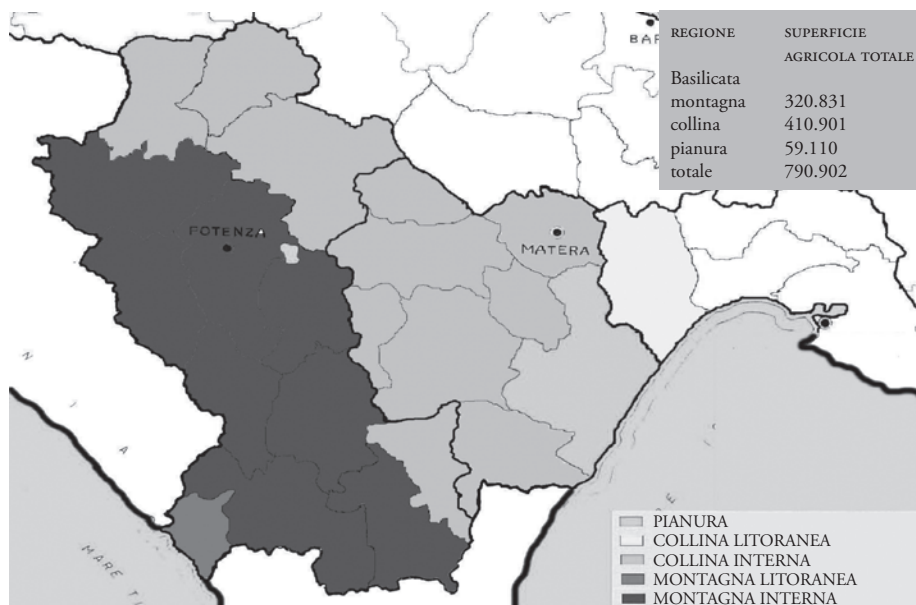 REGIONE SUPERFICIE
AGRICOLA TOTALE
Basilicata
montagna 320.831
collina 410.901
pianura 59.110
totale 790.902
POTENZA
MATERA
MARE
PIANURA
COLLINA LITORANEA
COLLINA INTERNA
MONTAGNA LITORANEA
MONTAGNA INTERNA